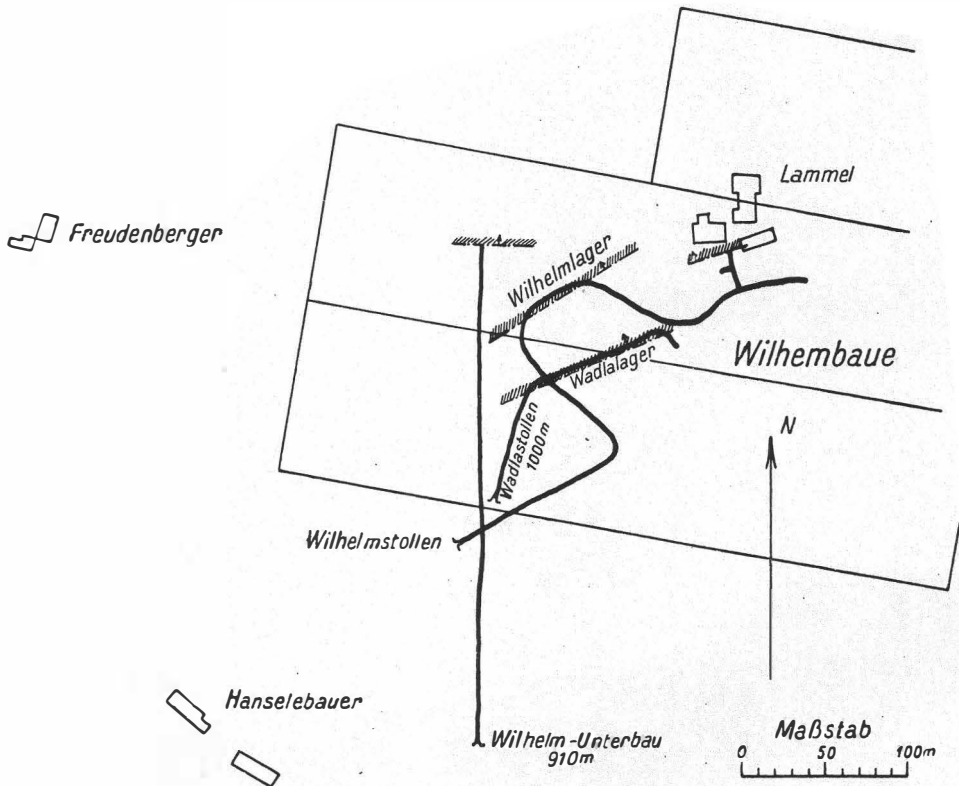 Lammel
Freudenberger
Wilhelmlager
Wilhembaue
Wadlalager
N
Wadlastollen
1000m
Wilhelmstollen
Hanselebauer
Wilhelm-Unterbau
910m
Maßstab
0 50 100m